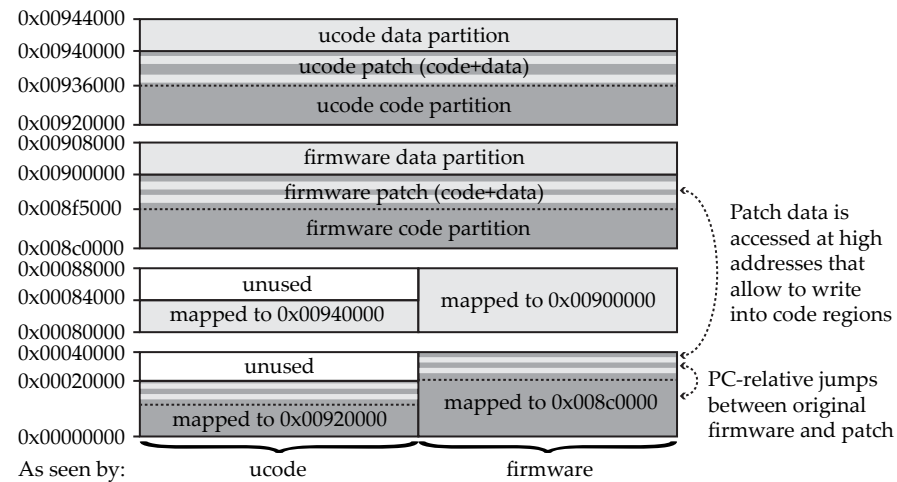 0x00944000
ucode data partition
0x00940000
ucode patch (code+data)
0x00936000
ucode code partition
0x00920000
0x00908000
firmware data partition
0x00900000
firmware patch (code+data)
0x008f5000
firmware code partition
0x008c0000
0x00088000
unused
0x00084000
mapped to 0x00940000
mapped to 0x00900000
0x00080000
0x00040000
unused
0x00020000
mapped to 0x00920000
mapped to 0x008c0000
0x00000000
Patch data is
accessed at high
addresses that
allow to write
into code regions
PC-relative jumps
between original
firmware and patch
As seen by:
ucode
firmware